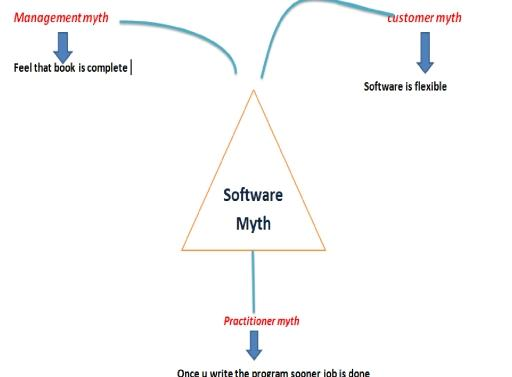 Management myth
customer myth
Feel that book is complete
Software is flexible
Software
Myth
Practitioner myth
Once u write the program sooner job is done